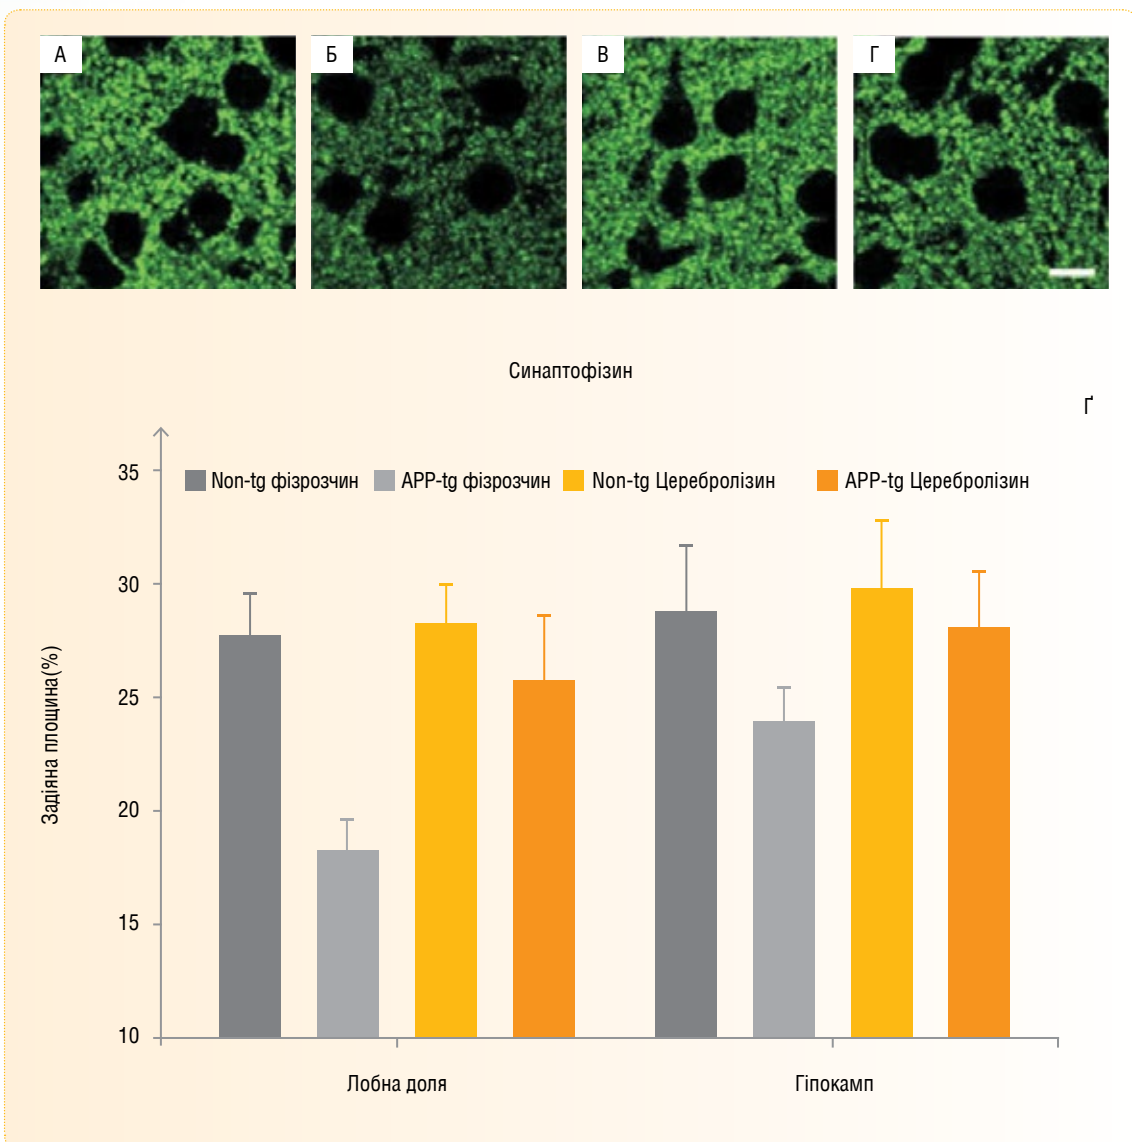 А
Б
В
Г
Синаптофізин
Ґ
Non-tg фізрозчин
APP-tg фізрозчин
Non-tg Церебролізин
APP-tg Церебролізин
Задіяна площина(%)
35
30
25
20
15
10
Лобна доля
Гіпокамп